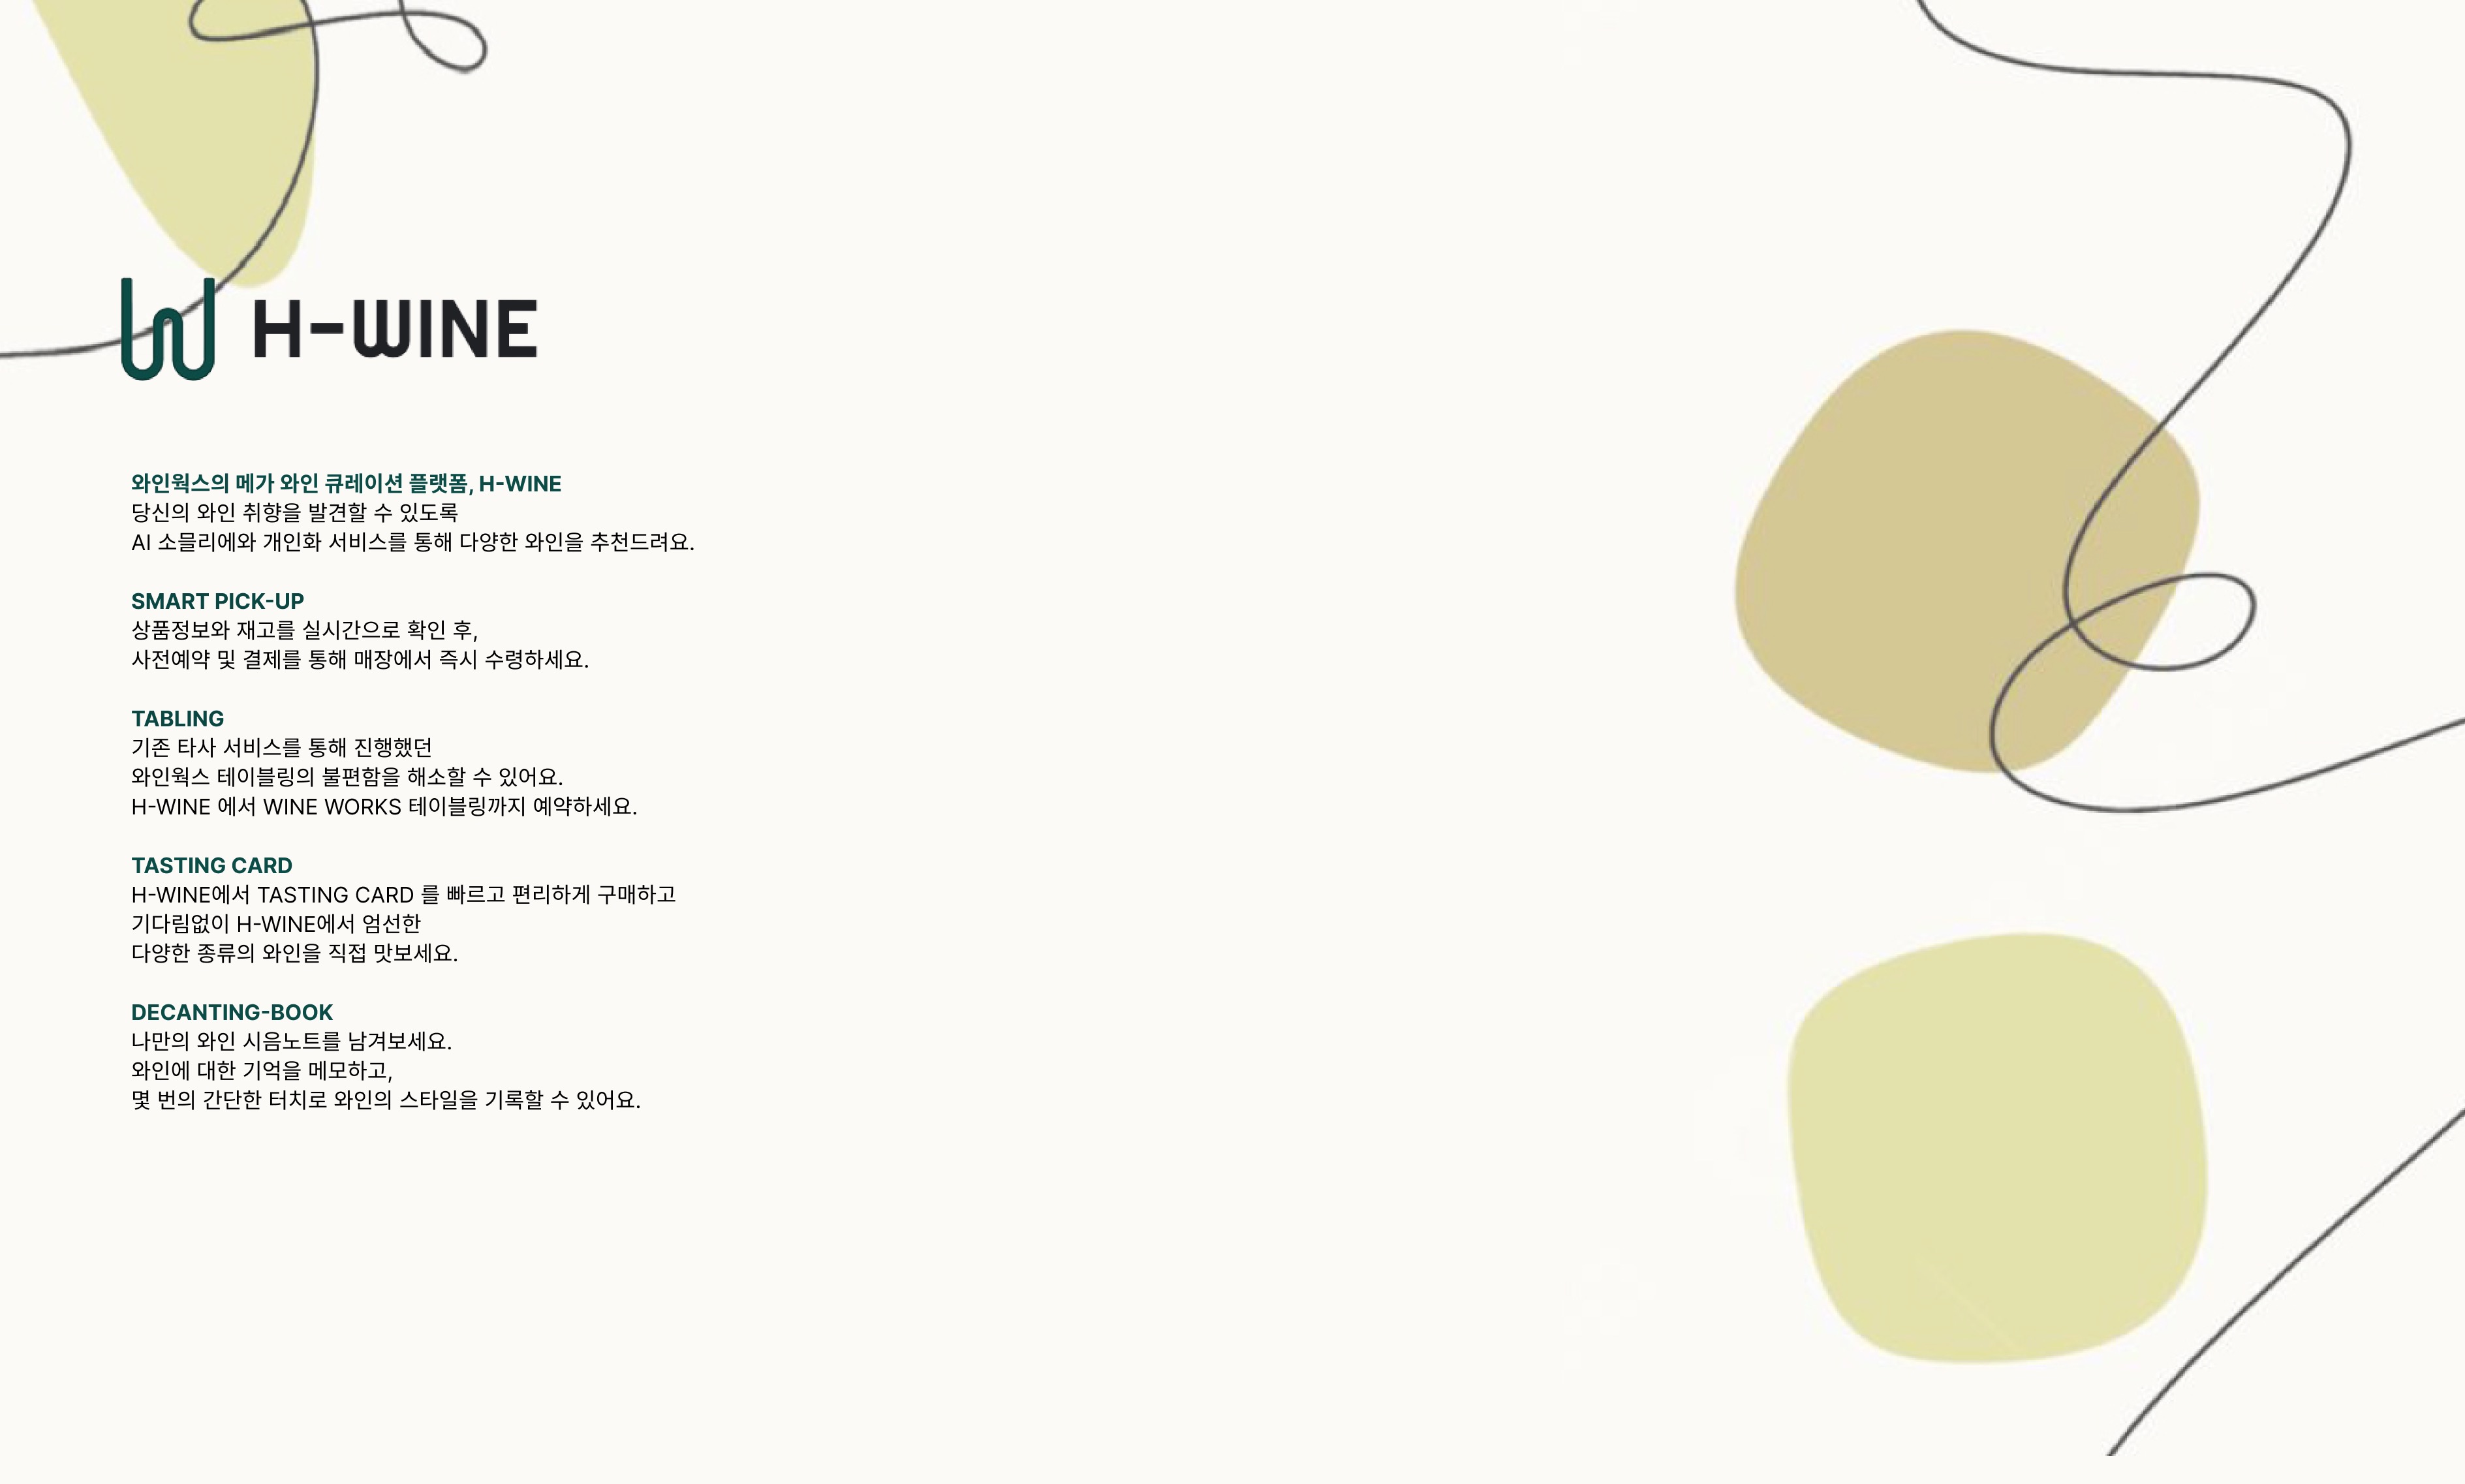 H-WINE
와인웍스의 메가 와인 큐레이션 플랫폼, H-WINE
당신의 와인 취향을 발견할 수 있도록
AI 소믈리에와 개인화 서비스를 통해 다양한 와인을 추천드려요.
SMART PICK-UP
상품정보와 재고를 실시간으로 확인 후,
사전예약 및 결제를 통해 매장에서 즉시 수령하세요.
TABLING
기존 타사 서비스를 통해 진행했던
와인웍스 테이블링의 불편함을 해소할 수 있어요.
H-WINE 에서 WINE WORKS 테이블링까지 예약하세요.
TASTING CARD
H-WINE에서 TASTING CARD 를 빠르고 편리하게 구매하고
기다림없이 H-WINE에서 엄선한
다양한 종류의 와인을 직접 맛보세요.
DECANTING-BOOK
나만의 와인 시음노트를 남겨보세요.
와인에 대한 기억을 메모하고,
몇 번의 간단한 터치로 와인의 스타일을 기록할 수 있어요.